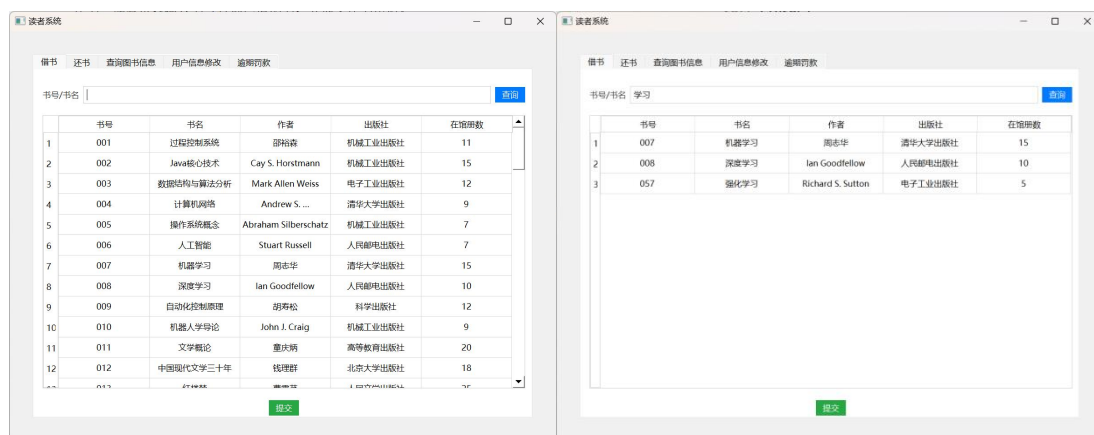 读者系统
借书 还书 查询图书信息 用户信息修改 逾期罚款
书号/书名 查询
书号 书名 作者 出版社 在馆册数
1 001 过程控制系统 邵裕森 机械工业出版社 11
2 002 Java核心技术 Cay S. Horstmann 机械工业出版社 15
3 003 数据结构与算法分析 Mark Allen Weiss 电子工业出版社 12
4 004 计算机网络 Andrew S. ... 清华大学出版社 9
5 005 操作系统概念 Abraham Silberschatz 机械工业出版社 7
6 006 人工智能 Stuart Russell 人民邮电出版社 7
7 007 机器学习 周志华 清华大学出版社 15
8 008 深度学习 Ian Goodfellow 人民邮电出版社 10
9 009 自动化控制原理 胡寿松 科学出版社 12
10 010 机器人学导论 John J. Craig 机械工业出版社 9
11 011 文学概论 童庆炳 高等教育出版社 20
12 012 中国现代文学三十年 钱理群 北京大学出版社 18
提交
读者系统
借书 还书 查询图书信息 用户信息修改 逾期罚款
书号/书名 学习 查询
书号 书名 作者 出版社 在馆册数
1 007 机器学习 周志华 清华大学出版社 15
2 008 深度学习 Ian Goodfellow 人民邮电出版社 10
3 057 强化学习 Richard S. Sutton 电子工业出版社 5
提交